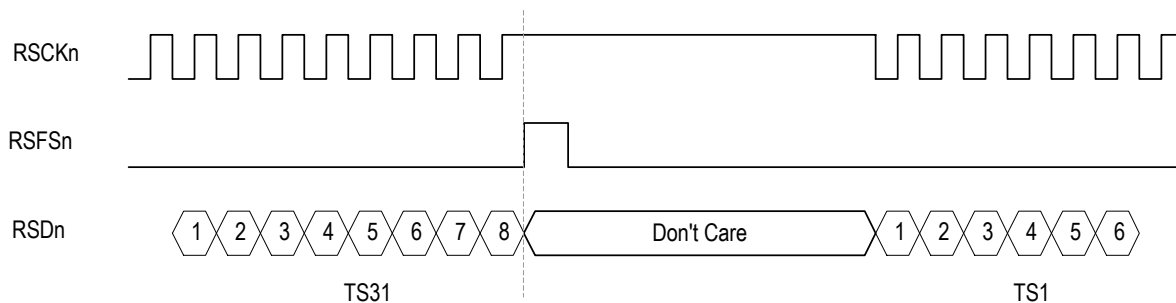 RSCKn
RSFSn
RSDn 1 2 3 4 5 6 7 8 Don't Care 1 2 3 4 5 6
TS31 TS1